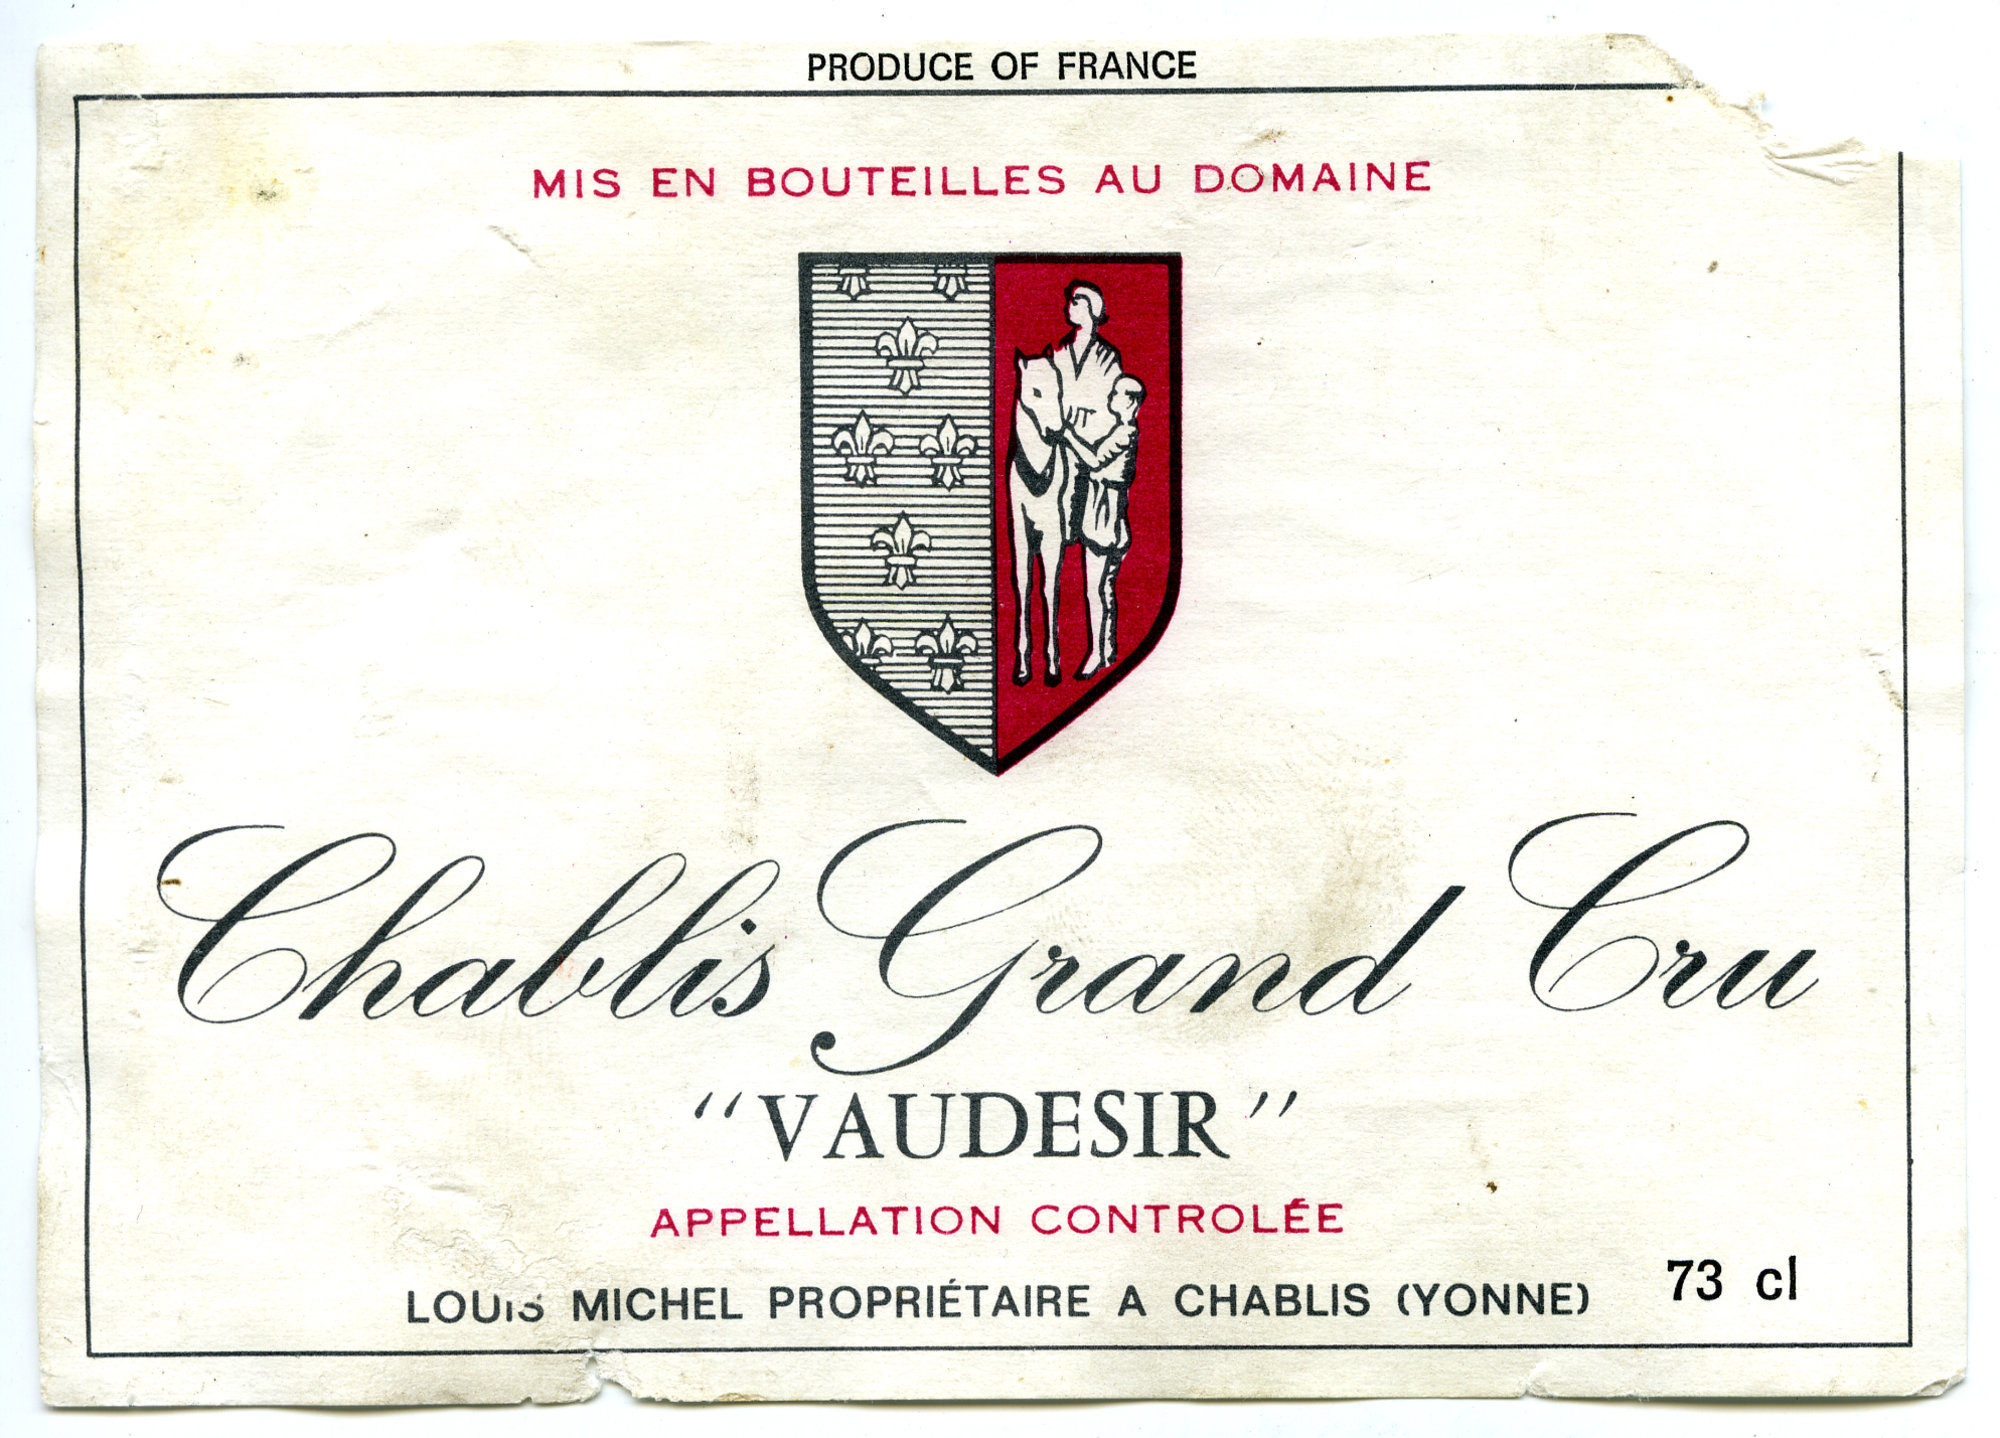 PRODUCE OF FRANCE
MIS EN BOUTEILLES AU DOMAINE
Chablis Grand Cru
"VAUDESIR"
APPELLATION CONTROLÉE
LOUIS MICHEL PROPRIÉTAIRE A CHABLIS (YONNE)
73 cl